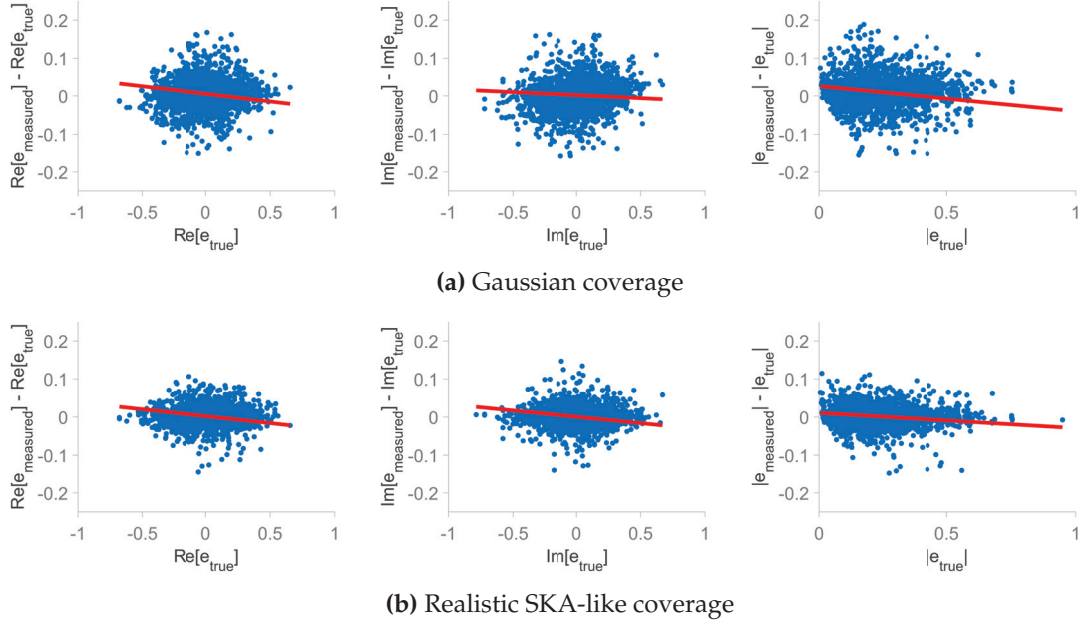 0.2
0.1
0
-0.1
-0.2
Re[e_measured] - Re[e_true]
-1 -0.5 0 0.5 1
Re[e_true]
0.2
0.1
0
-0.1
-0.2
Im[e_measured] - Im[e_true]
-1 -0.5 0 0.5 1
Im[e_true]
0.2
0.1
0
-0.1
-0.2
|e_measured| - |e_true|
0 0.5 1
|e_true|
(a) Gaussian coverage
0.2
0.1
0
-0.1
-0.2
Re[e_measured] - Re[e_true]
-1 -0.5 0 0.5 1
Re[e_true]
0.2
0.1
0
-0.1
-0.2
Im[e_measured] - Im[e_true]
-1 -0.5 0 0.5 1
Im[e_true]
0.2
0.1
0
-0.1
-0.2
|e_measured| - |e_true|
0 0.5 1
|e_true|
(b) Realistic SKA-like coverage